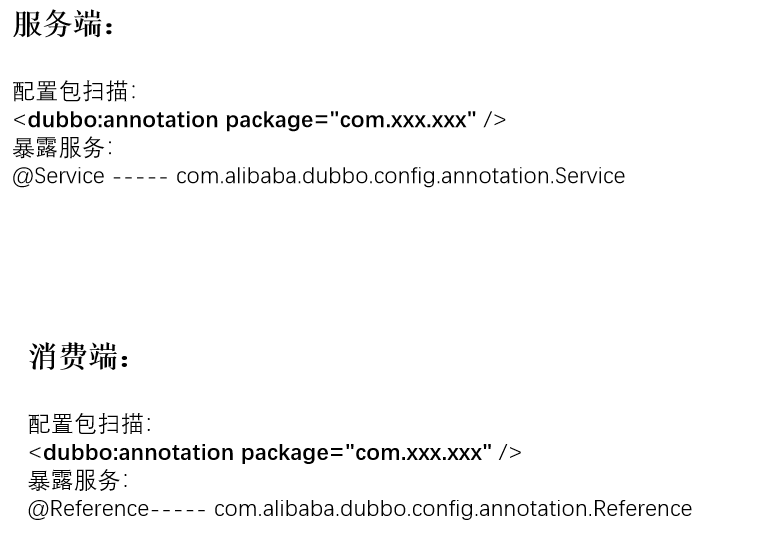 服务端：
配置包扫描：
<dubbo:annotation package="com.xxx.xxx" />
暴露服务：
@Service ----- com.alibaba.dubbo.config.annotation.Service
消费端：
配置包扫描：
<dubbo:annotation package="com.xxx.xxx" />
暴露服务：
@Reference----- com.alibaba.dubbo.config.annotation.Reference